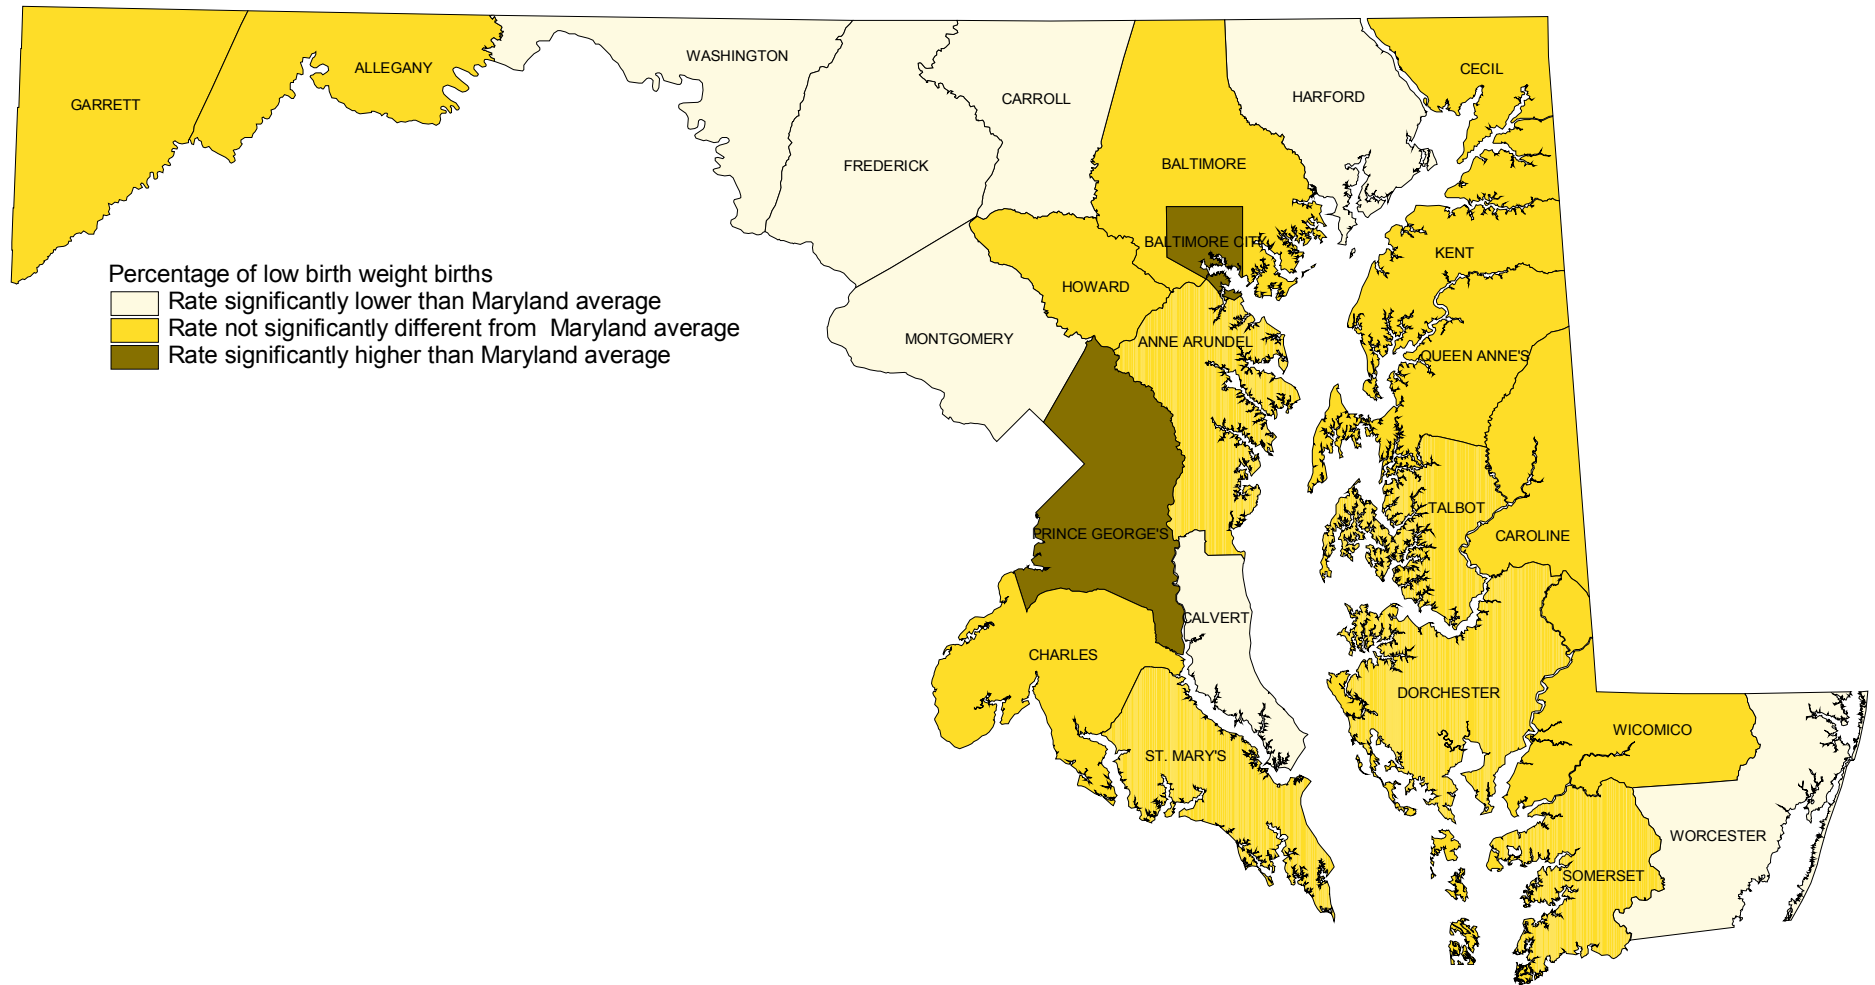 WASHINGTON
ALLEGANY
CECIL
GARRETT
CARROLL
HARFORD
FREDERICK
BALTIMORE
BALTIMORE CITY
KENT
Percentage of low birth weight births
HOWARD
Rate significantly lower than Maryland average
Rate not significantly different from  Maryland average
MONTGOMERY
ANNE ARUNDEL
Rate significantly higher than Maryland average
QUEEN ANNE'S
TALBOT
PRINCE GEORGE'S
CAROLINE
CALVERT
CHARLES
DORCHESTER
WICOMICO
ST. MARY'S
WORCESTER
SOMERSET